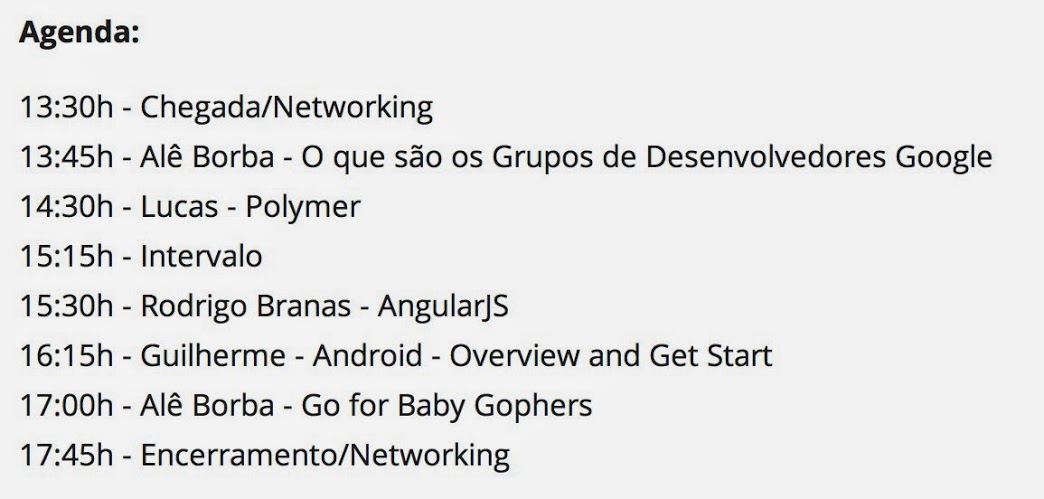 Agenda:
13:30h - Chegada/Networking
13:45h - Alê Borba - O que são os Grupos de Desenvolvedores Google
14:30h - Lucas - Polymer
15:15h - Intervalo
15:30h - Rodrigo Branas - AngularJS
16:15h - Guilherme - Android - Overview and Get Start
17:00h - Alê Borba - Go for Baby Gophers
17:45h - Encerramento/Networking